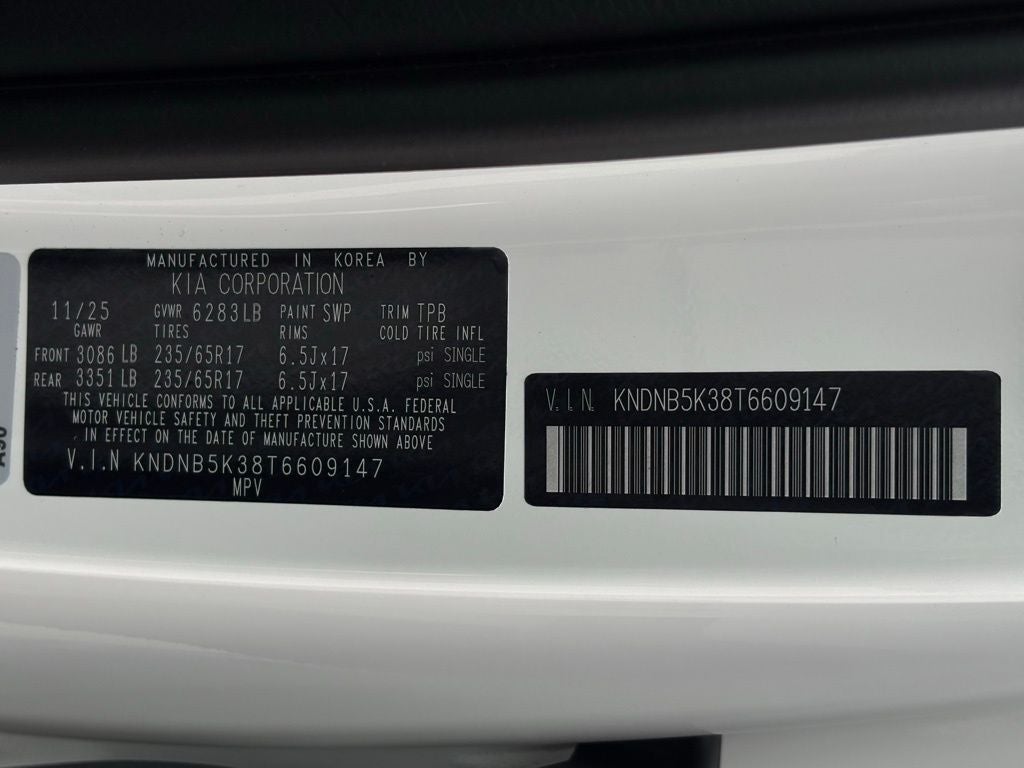 MANUFACTURED IN KOREA BY
KIA CORPORATION
11/25 GVWR 6283LB PAINT SWP TRIM TPB
GAWR TIRES RIMS COLD TIRE INFL
FRONT 3086 LB 235/65R17 6.5Jx17 psi SINGLE
REAR 3351 LB 235/65R17 6.5Jx17 psi SINGLE
THIS VEHICLE CONFORMS TO ALL APPLICABLE U.S.A. FEDERAL
MOTOR VEHICLE SAFETY AND THEFT PREVENTION STANDARDS
IN EFFECT ON THE DATE OF MANUFACTURE SHOWN ABOVE
V.I.N KNDNB5K38T6609147
MPV
V.I.N. KNDNB5K38T6609147